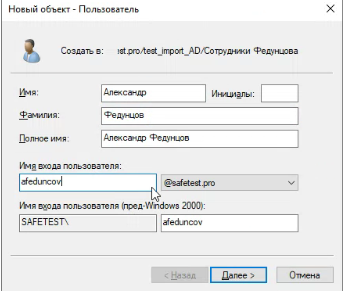 Новый объект - Пользователь
Создать в: :st.pro/test_import_AD/Сотрудники Федунцова
Имя: Александр Инициалы:
Фамилия: Федунцов
Полное имя: Александр Федунцов
Имя входа пользователя:
afeduncov @safetest.pro
Имя входа пользователя (пред-Windows 2000):
SAFETEST\ afeduncov
< Назад Далее > Отмена